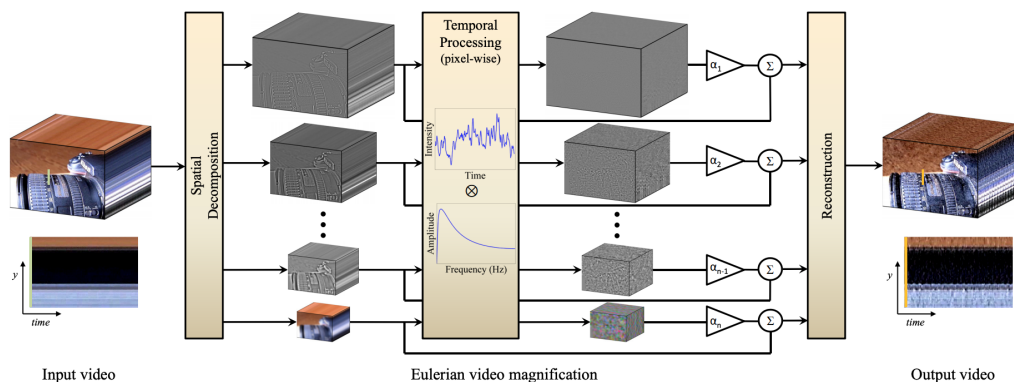 Temporal
Processing
(pixel-wise)
α1
Σ
Spatial
Decomposition
Intensity
Time
⊗
α2
Σ
Reconstruction
Amplitude
Frequency (Hz)
αn-1
Σ
αn
Σ
y
time
y
time
Input video
Eulerian video magnification
Output video